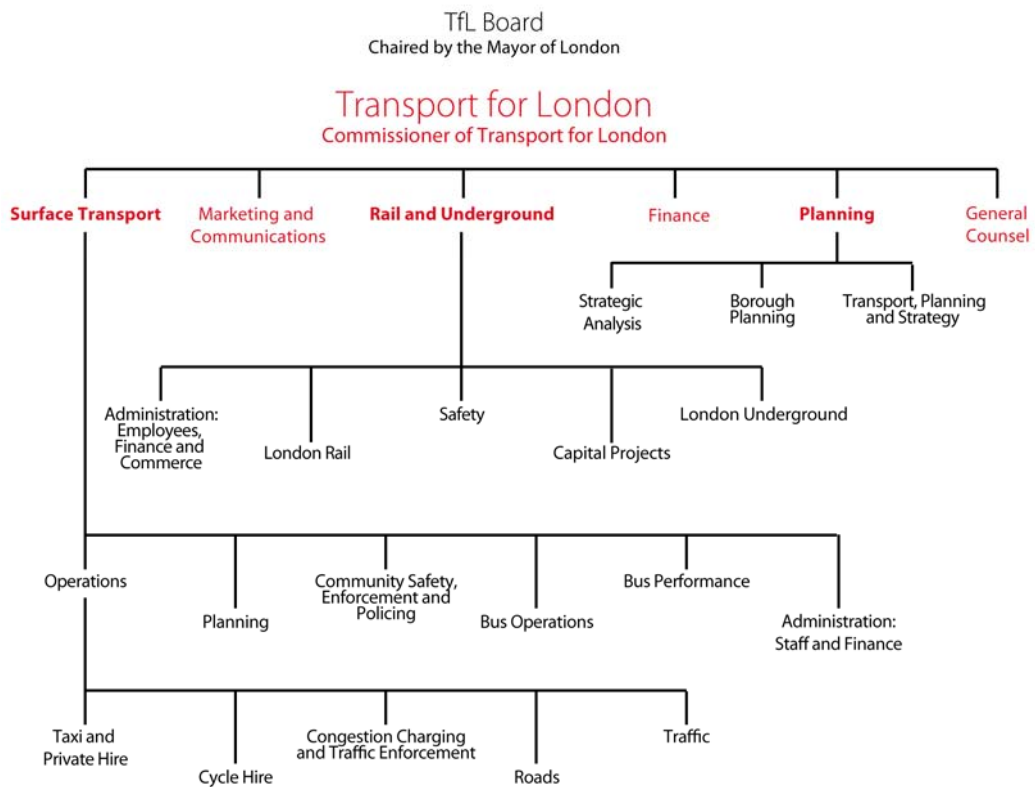 TfL Board
Chaired by the Mayor of London
Transport for London
Commissioner of Transport for London
Surface Transport
Marketing and
Communications
Rail and Underground
Finance
Planning
General
Counsel
Strategic
Analysis
Borough
Planning
Transport, Planning
and Strategy
Administration:
Employees,
Finance and
Commerce
London Rail
Safety
Capital Projects
London Underground
Operations
Planning
Community Safety,
Enforcement and
Policing
Bus Operations
Bus Performance
Administration:
Staff and Finance
Taxi and
Private Hire
Cycle Hire
Congestion Charging
and Traffic Enforcement
Roads
Traffic